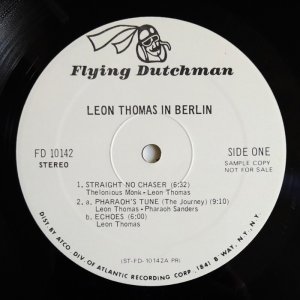 Flying Dutchman
LEON THOMAS IN BERLIN
FD 10142
STEREO
SIDE ONE
SAMPLE COPY
NOT FOR SALE
1. STRAIGHT NO CHASER (6:32)
Thelonious Monk - Leon Thomas
2. a. PHARAOH'S TUNE (The Journey) (9:10)
Leon Thomas - Pharoah Sanders
b. ECHOES (6:00)
Leon Thomas
(ST-FD-10142A PR)
DIST BY ATCO DIV OF ATLANTIC RECORDING CORP. 1841 B'WAY, N.Y. N.Y.